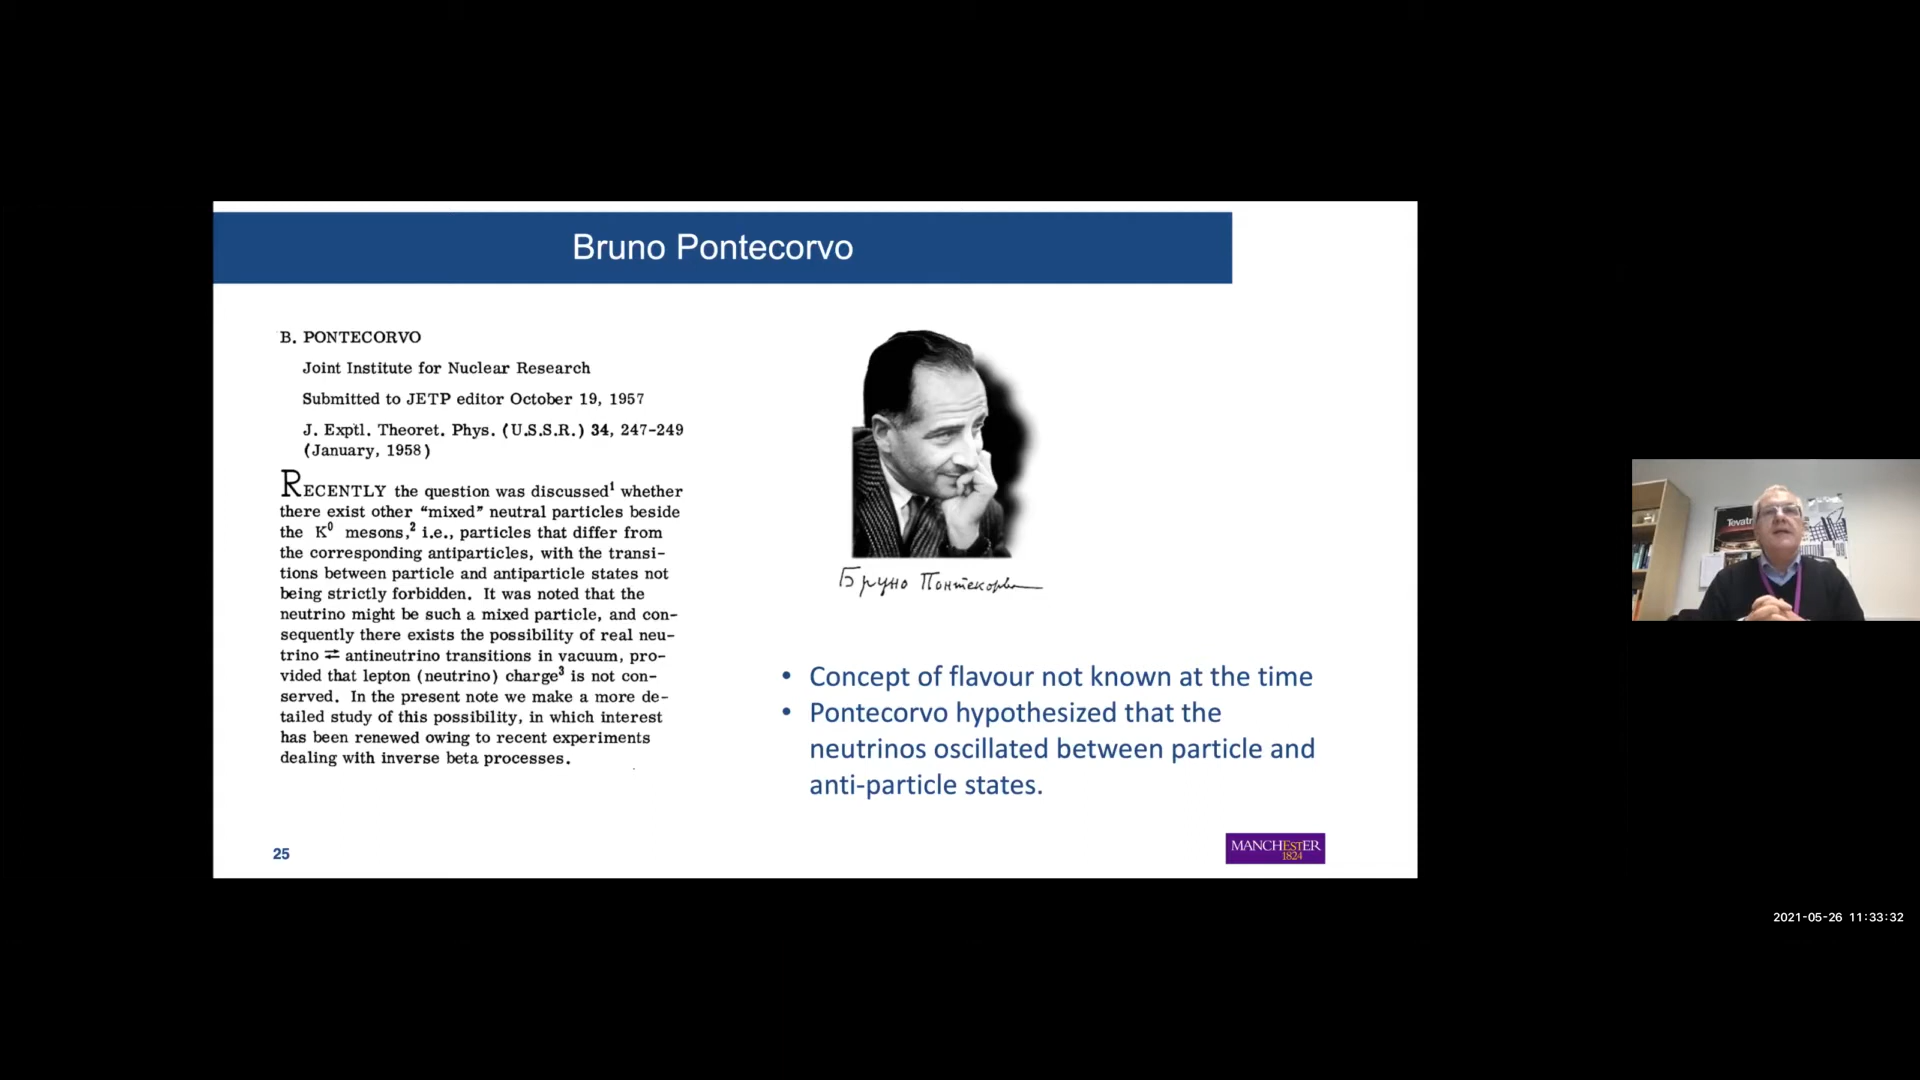 Bruno Pontecorvo
B. PONTECORVO
Joint Institute for Nuclear Research
Submitted to JETP editor October 19, 1957
J. Exptl. Theoret. Phys. (U.S.S.R.) 34, 247-249
(January, 1958)
RECENTLY the question was discussed¹ whether
there exist other “mixed” neutral particles beside
the K⁰ mesons,² i.e., particles that differ from
the corresponding antiparticles, with the transi-
tions between particle and antiparticle states not
being strictly forbidden. It was noted that the
neutrino might be such a mixed particle, and con-
sequently there exists the possibility of real neu-
trino ⇄ antineutrino transitions in vacuum, pro-
vided that lepton (neutrino) charge³ is not con-
served. In the present note we make a more de-
tailed study of this possibility, in which interest
has been renewed owing to recent experiments
dealing with inverse beta processes.
Бруно Понтекорво
• Concept of flavour not known at the time
• Pontecorvo hypothesized that the
neutrinos oscillated between particle and
anti-particle states.
25
MANCHESTER
1824
2021-05-26 11:33:32